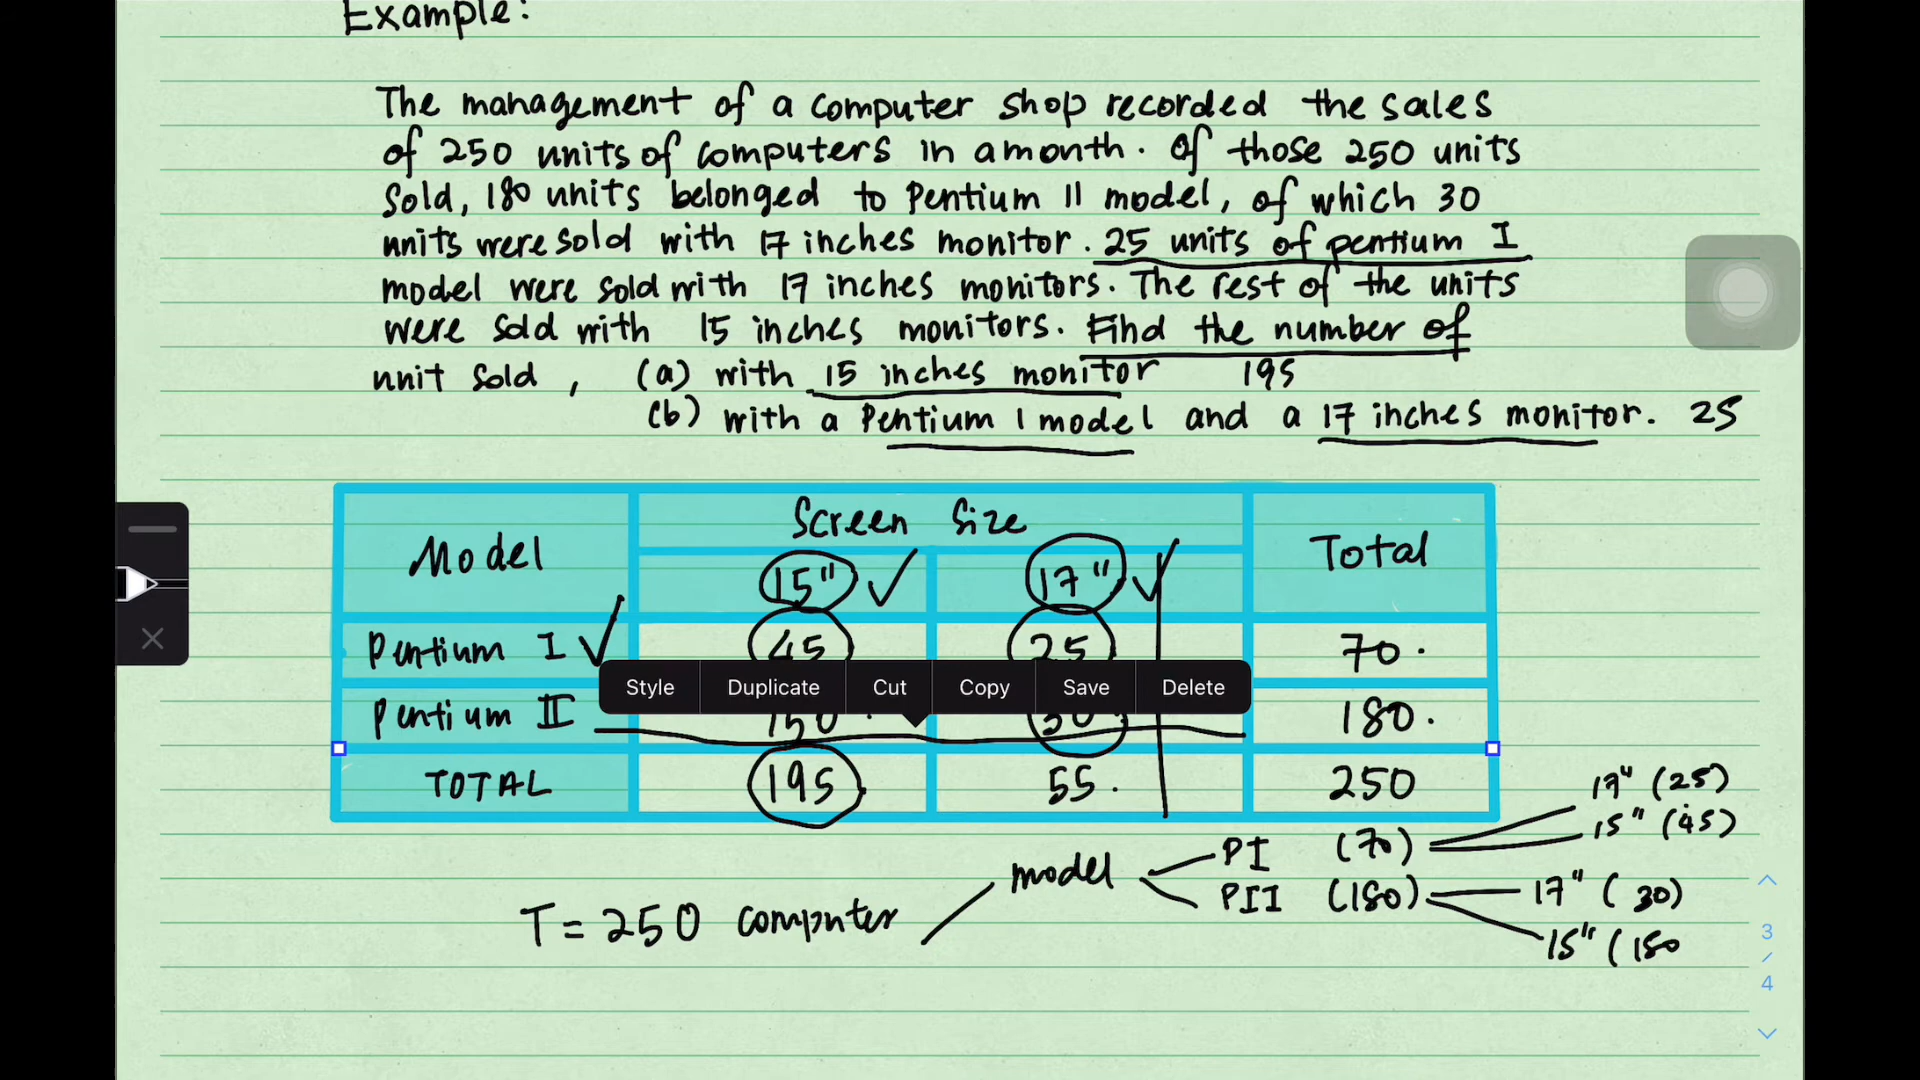 Example:
The management of a computer shop recorded the sales
of 250 units of computers in a month. Of those 250 units
sold, 180 units belonged to Pentium II model, of which 30
units were sold with 17 inches monitor. 25 units of pentium I
model were sold with 17 inches monitors. The rest of the units
were sold with 15 inches monitors. Find the number of
unit sold, (a) with 15 inches monitor 195
(b) with a Pentium I model and a 17 inches monitor. 25
Model Screen Size Total
15" 17"
Pentium I 45 25 70.
Style Duplicate Cut Copy Save Delete
Pentium II 150 30 180.
TOTAL 195 55. 250
17" (25)
15" (45)
model PI (70)
PII (180) 17" (30)
T = 250 computer
15" (150
3
/
4